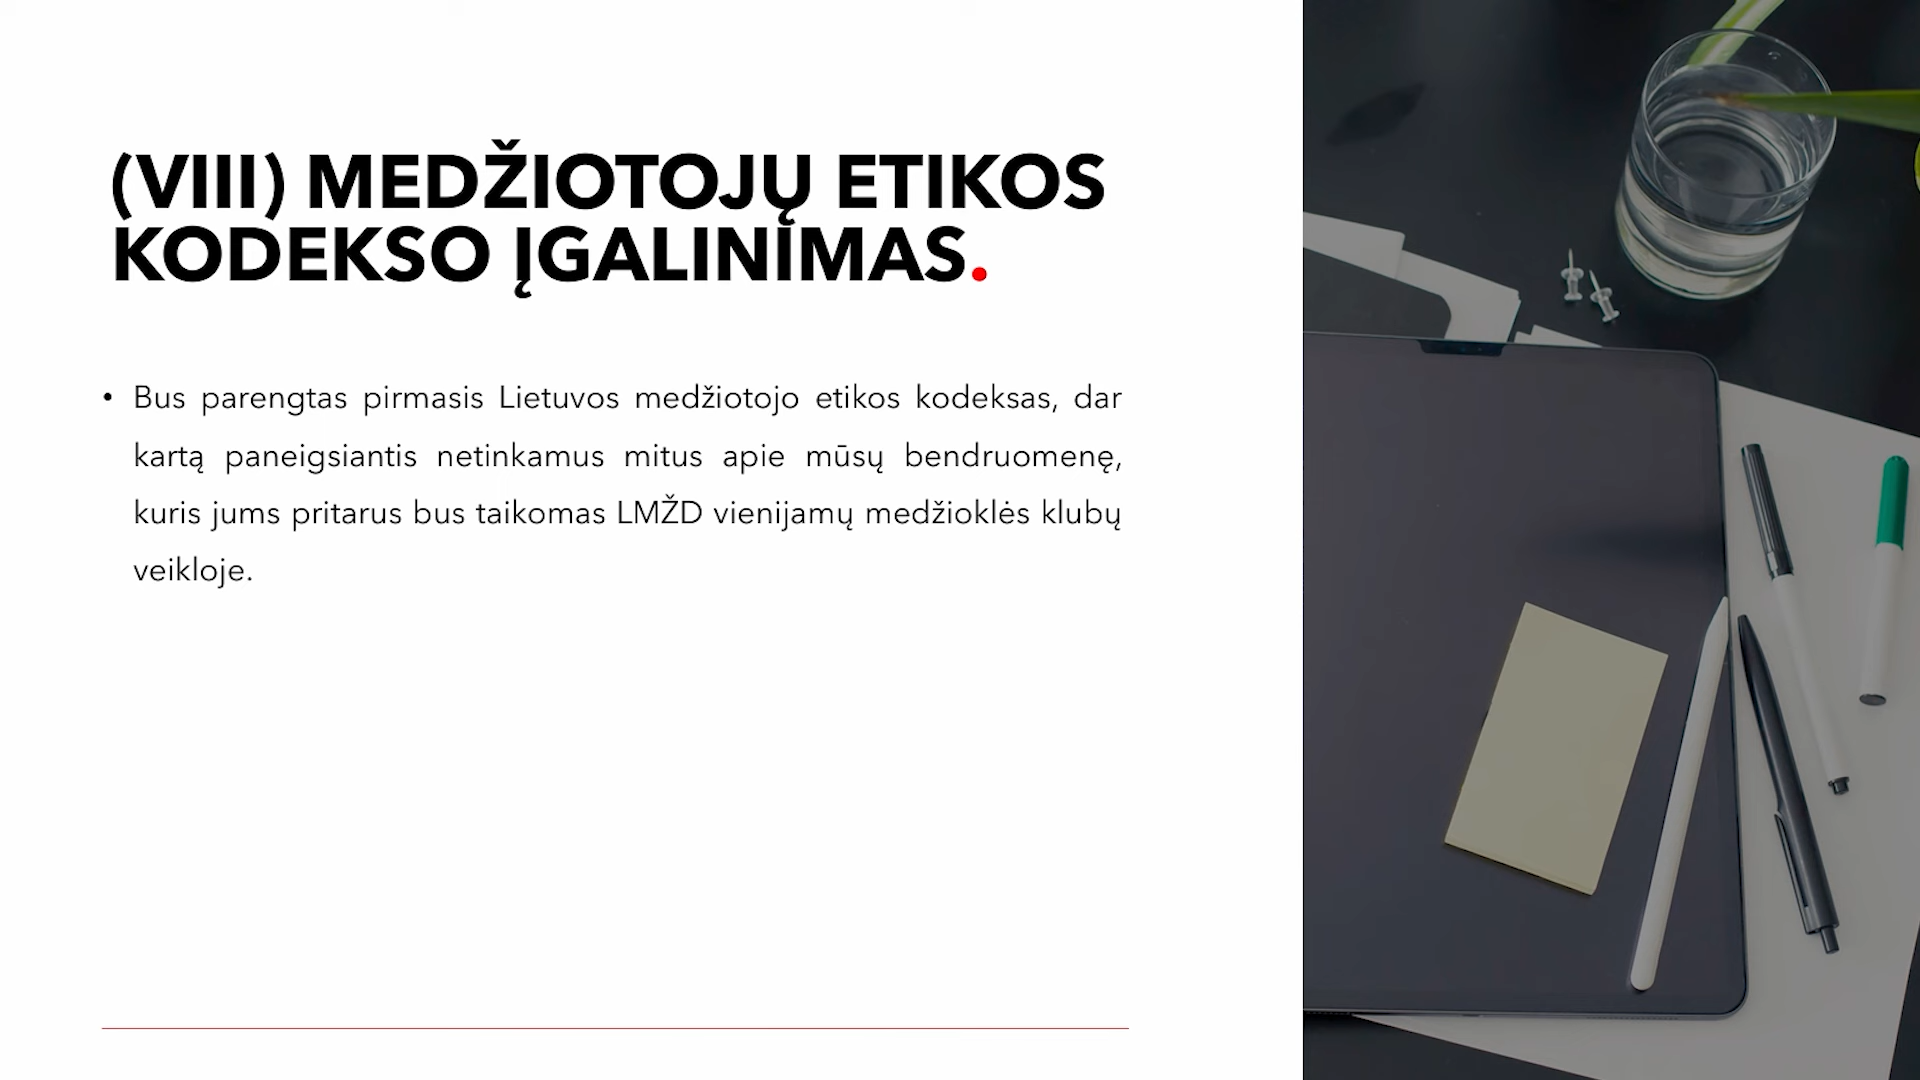 (VIII) MEDŽIOTOJŲ ETIKOS
KODEKSO ĮGALINIMAS.
• Bus parengtas pirmasis Lietuvos medžiotojo etikos kodeksas, dar
kartą paneigsiantis netinkamus mitus apie mūsų bendruomenę,
kuris jums pritarus bus taikomas LMŽD vienijamų medžioklės klubų
veikloje.